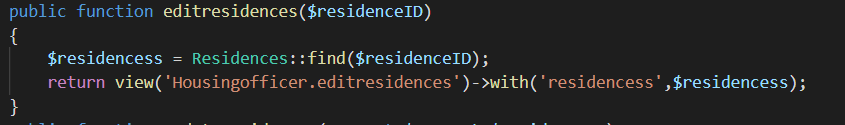 public function editresidences($residenceID)
{
$residencess = Residences::find($residenceID);
return view('Housingofficer.editresidences')->with('residencess',$residencess);
}